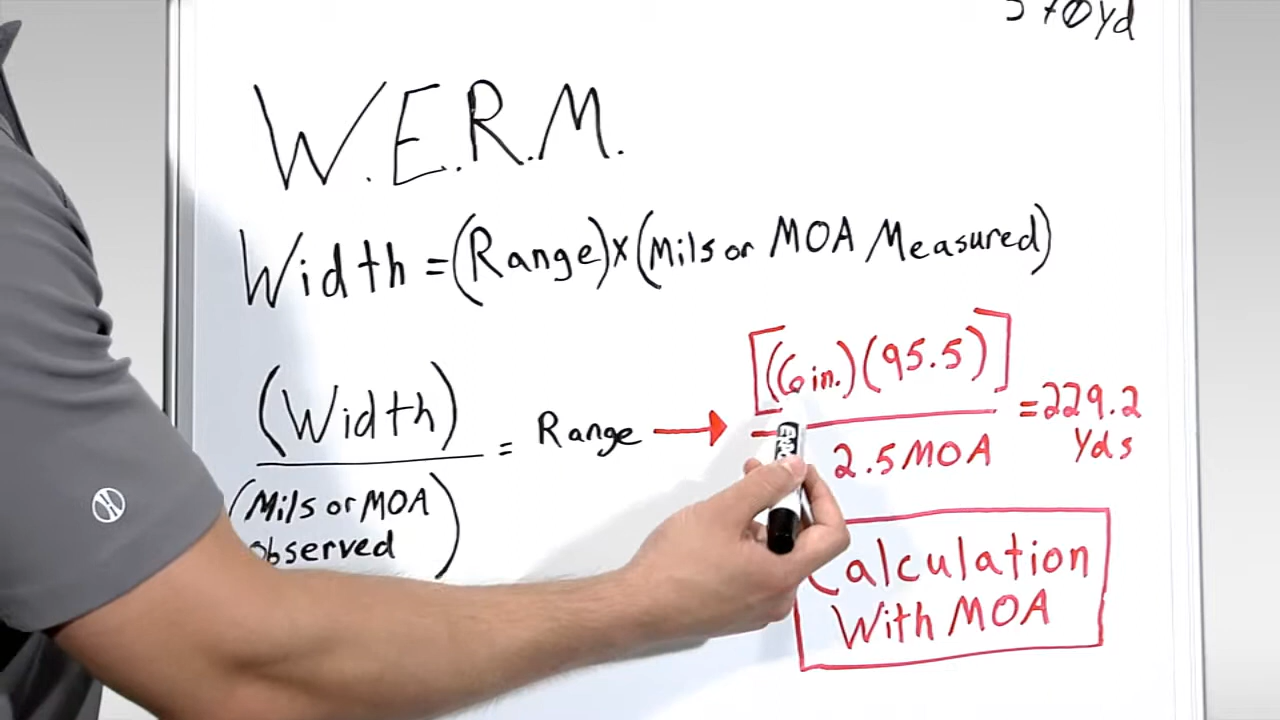 W.E.R.M.
Width = (Range) x (Mils or MOA Measured)
(Width)
(Mils or MOA
observed)
= Range →
[(6in.)(95.5)]
2.5 MOA
= 229.2
Yds
Calculation
With MOA